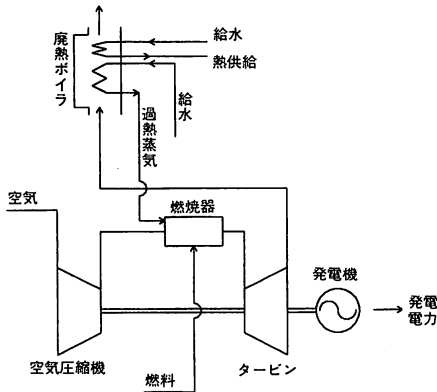 給水
熱供給
廃熱ボイラ
給水
過熱蒸気
空気
燃焼器
発電機
発電
電力
空気圧縮機
タービン
燃料